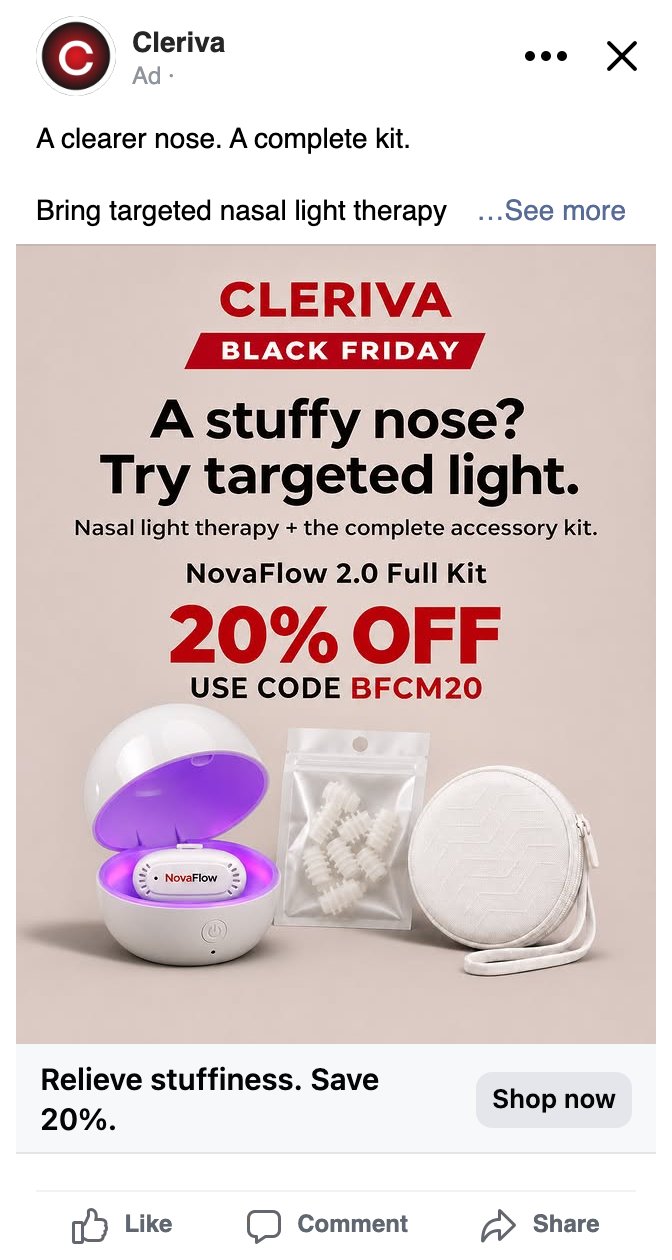 C
Cleriva
Ad ·
A clearer nose. A complete kit.
Bring targeted nasal light therapy ...See more
CLERIVA
BLACK FRIDAY
A stuffy nose?
Try targeted light.
Nasal light therapy + the complete accessory kit.
NovaFlow 2.0 Full Kit
20% OFF
USE CODE BFCM20
NovaFlow
Relieve stuffiness. Save
20%.
Shop now
Like
Comment
Share